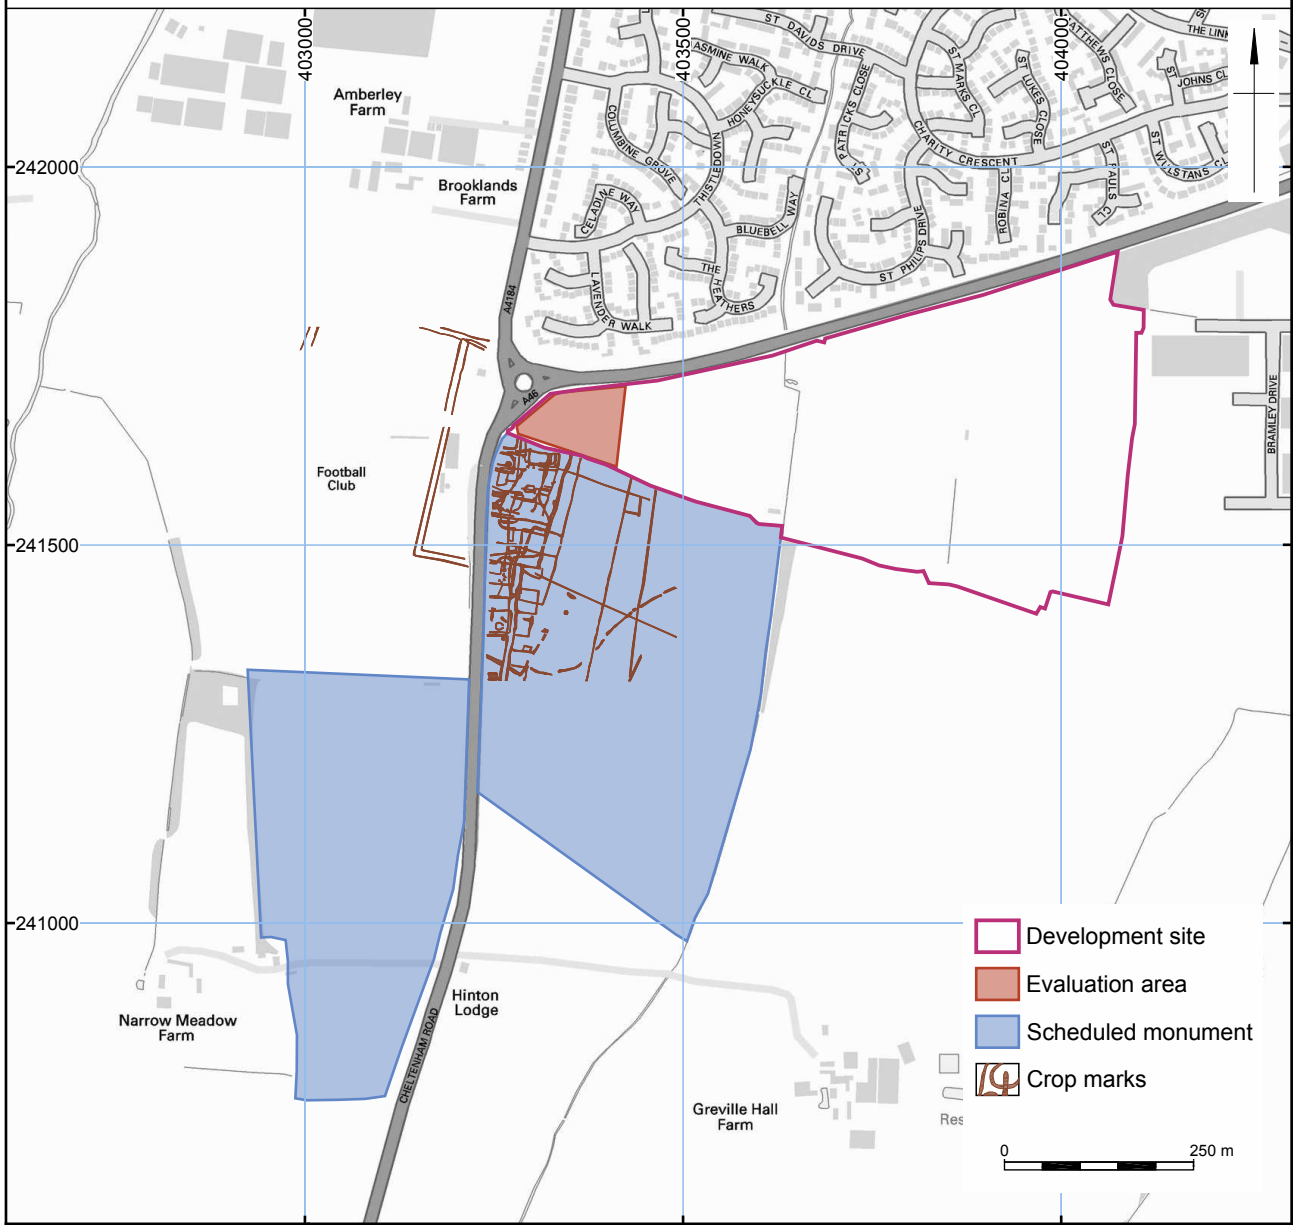 403000
403500
404000
ST DAVIDS DRIVE
ASMINE WALK
HONEYSUCKLE CL
COLUMBINE GROVE
THISTLEDOWN
ST PATRICKS CLOSE
ST MARKS CL
ST LUKES CLOSE
MATTHEWS CLOSE
THE LINK
ST JOHNS CL
CHARITY CRESCENT
ST WULSTANS CL
ST PAULS CL
ROBINA CL
ST PHILIPS DRIVE
BLUEBELL WAY
CELADINE WAY
THE HEATHERS
LAVENDER WALK
Amberley
Farm
242000
Brooklands
Farm
A4184
A46
BRAMLEY DRIVE
Football
Club
241500
241000
Narrow Meadow
Farm
Hinton
Lodge
CHELTENHAM ROAD
Greville Hall
Farm
Res
Development site
Evaluation area
Scheduled monument
Crop marks
0 250 m